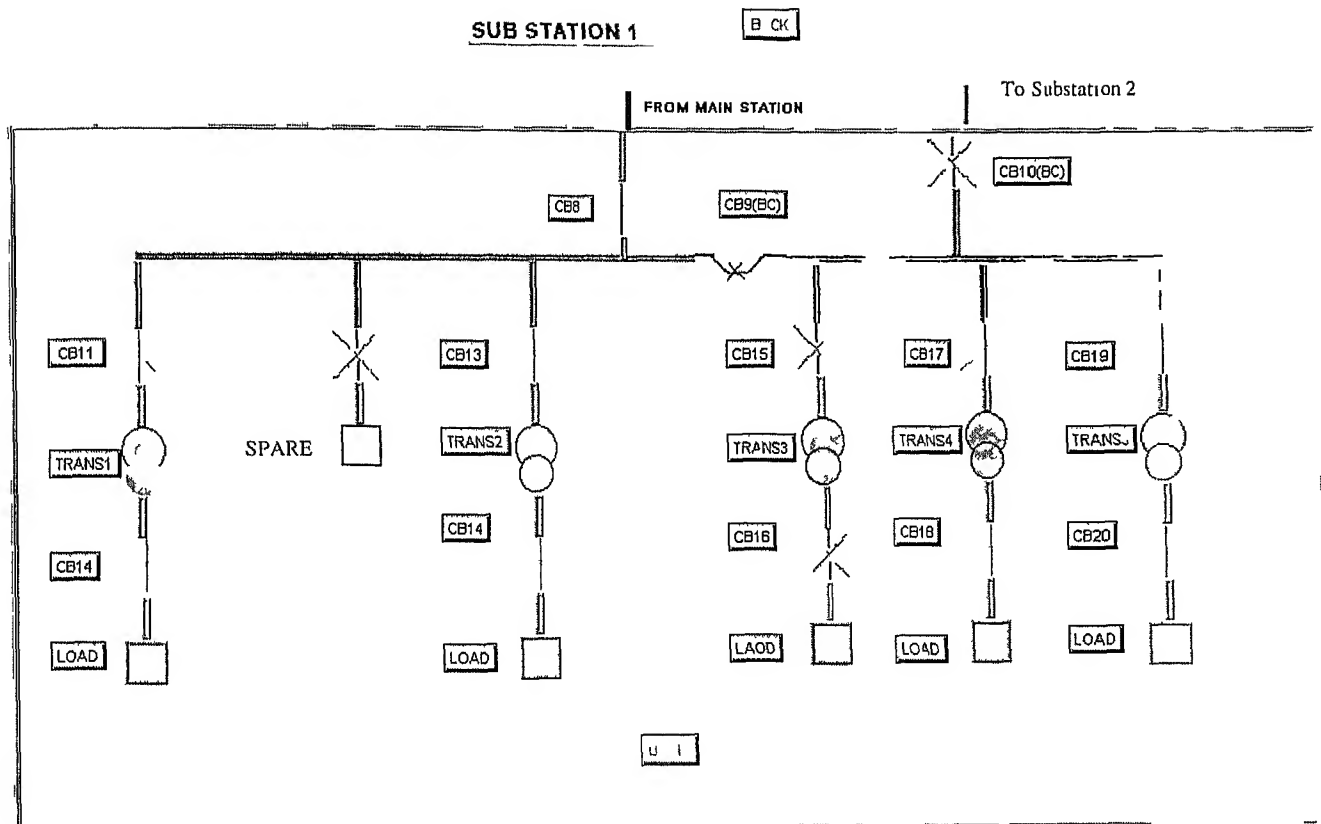 SUB STATION 1
To Substation 2
FROM MAIN STATION
CB10(BC)
CB8
CB9(BC)
CB11
CB13
CB15
CB17
CB19
SPARE
TRANS1
TRANS2
TRANS3
TRANS4
CB14
CB14
CB16
CB18
CB20
LOAD
LOAD
LAOD
LOAD
LOAD